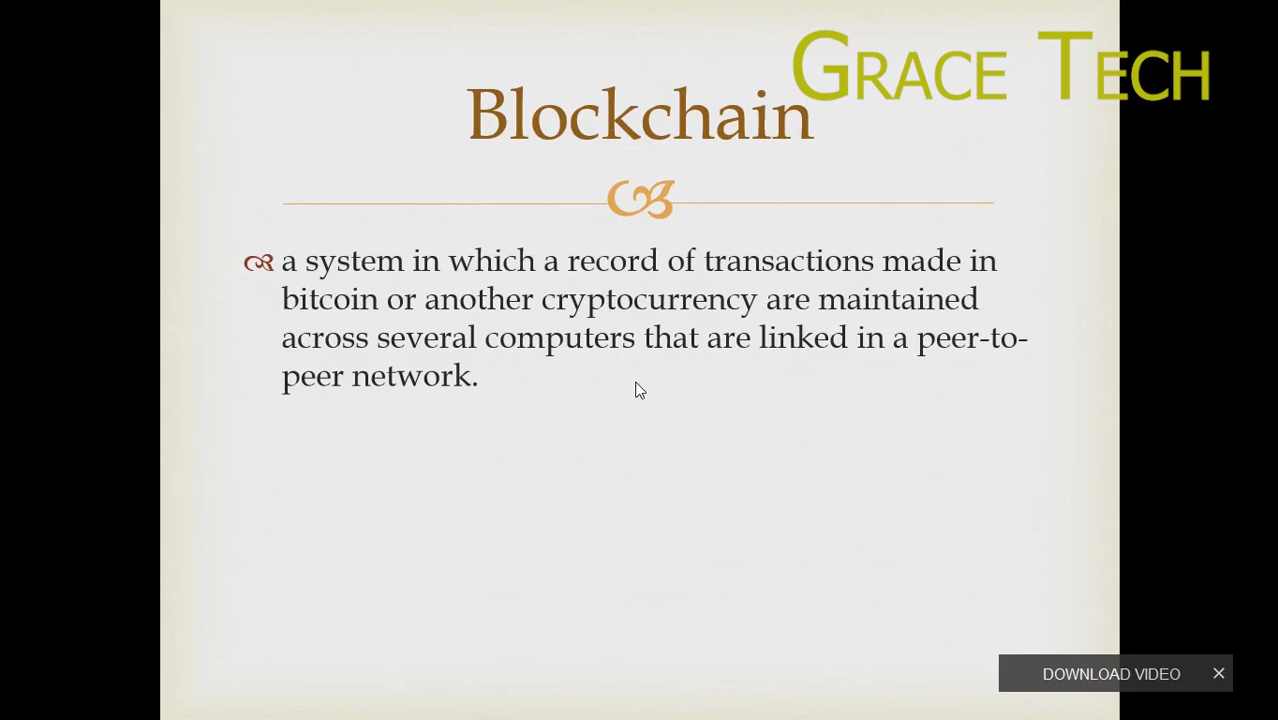 GRACE TECH
Blockchain
a system in which a record of transactions made in
bitcoin or another cryptocurrency are maintained
across several computers that are linked in a peer-to-
peer network.
DOWNLOAD VIDEO